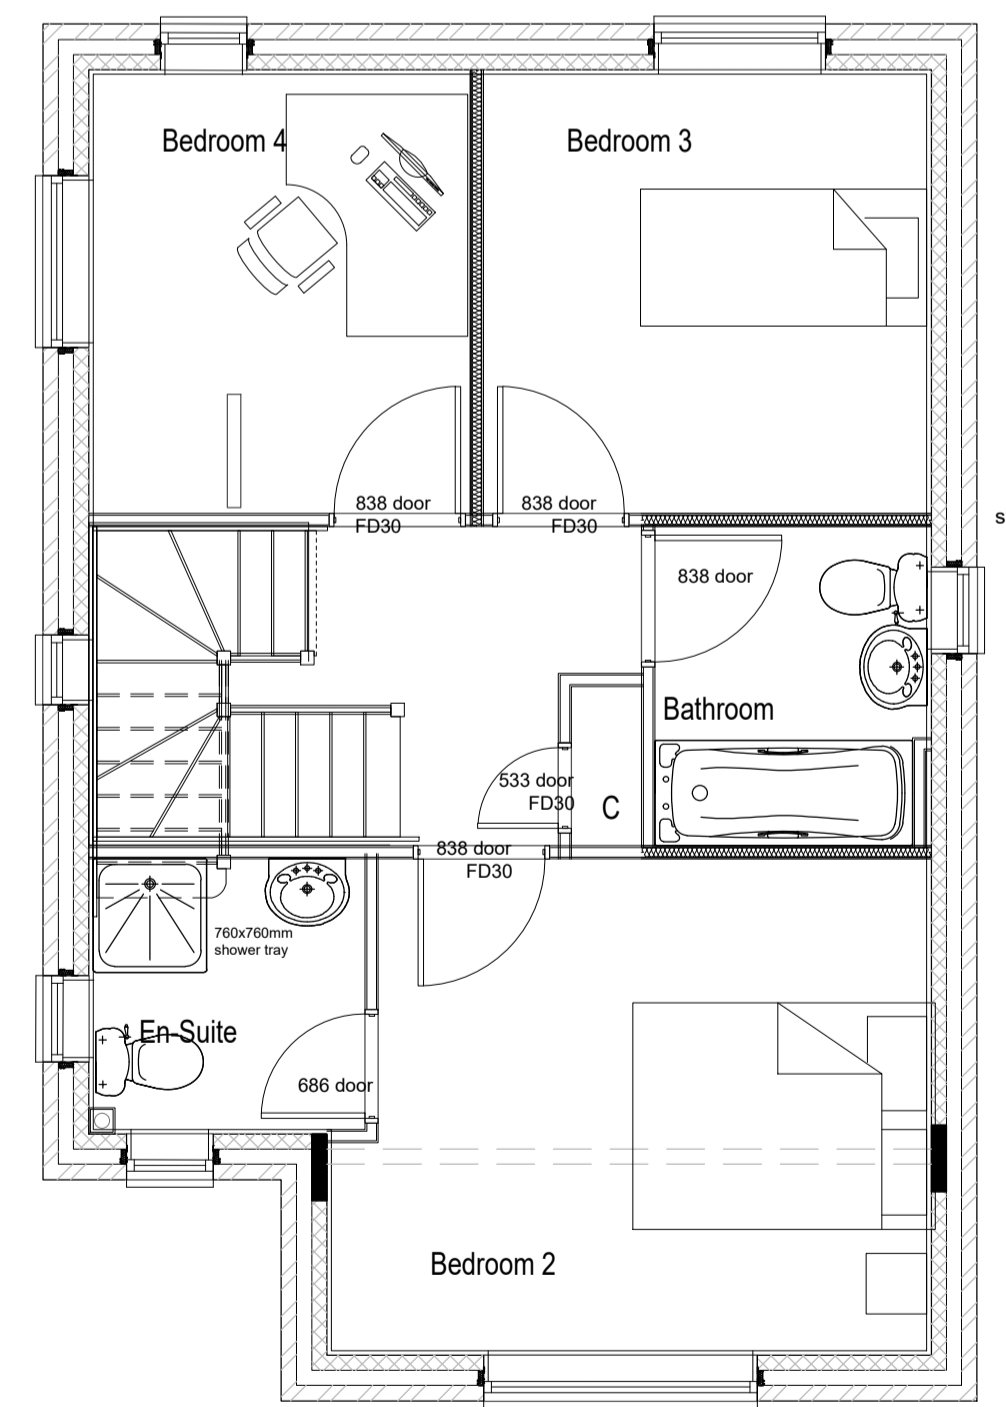 Bedroom 4
Bedroom 3
838 door
FD30
838 door
FD30
s
838 door
Bathroom
533 door
FD30
C
838 door
FD30
760x760mm
shower tray
En-Suite
686 door
Bedroom 2